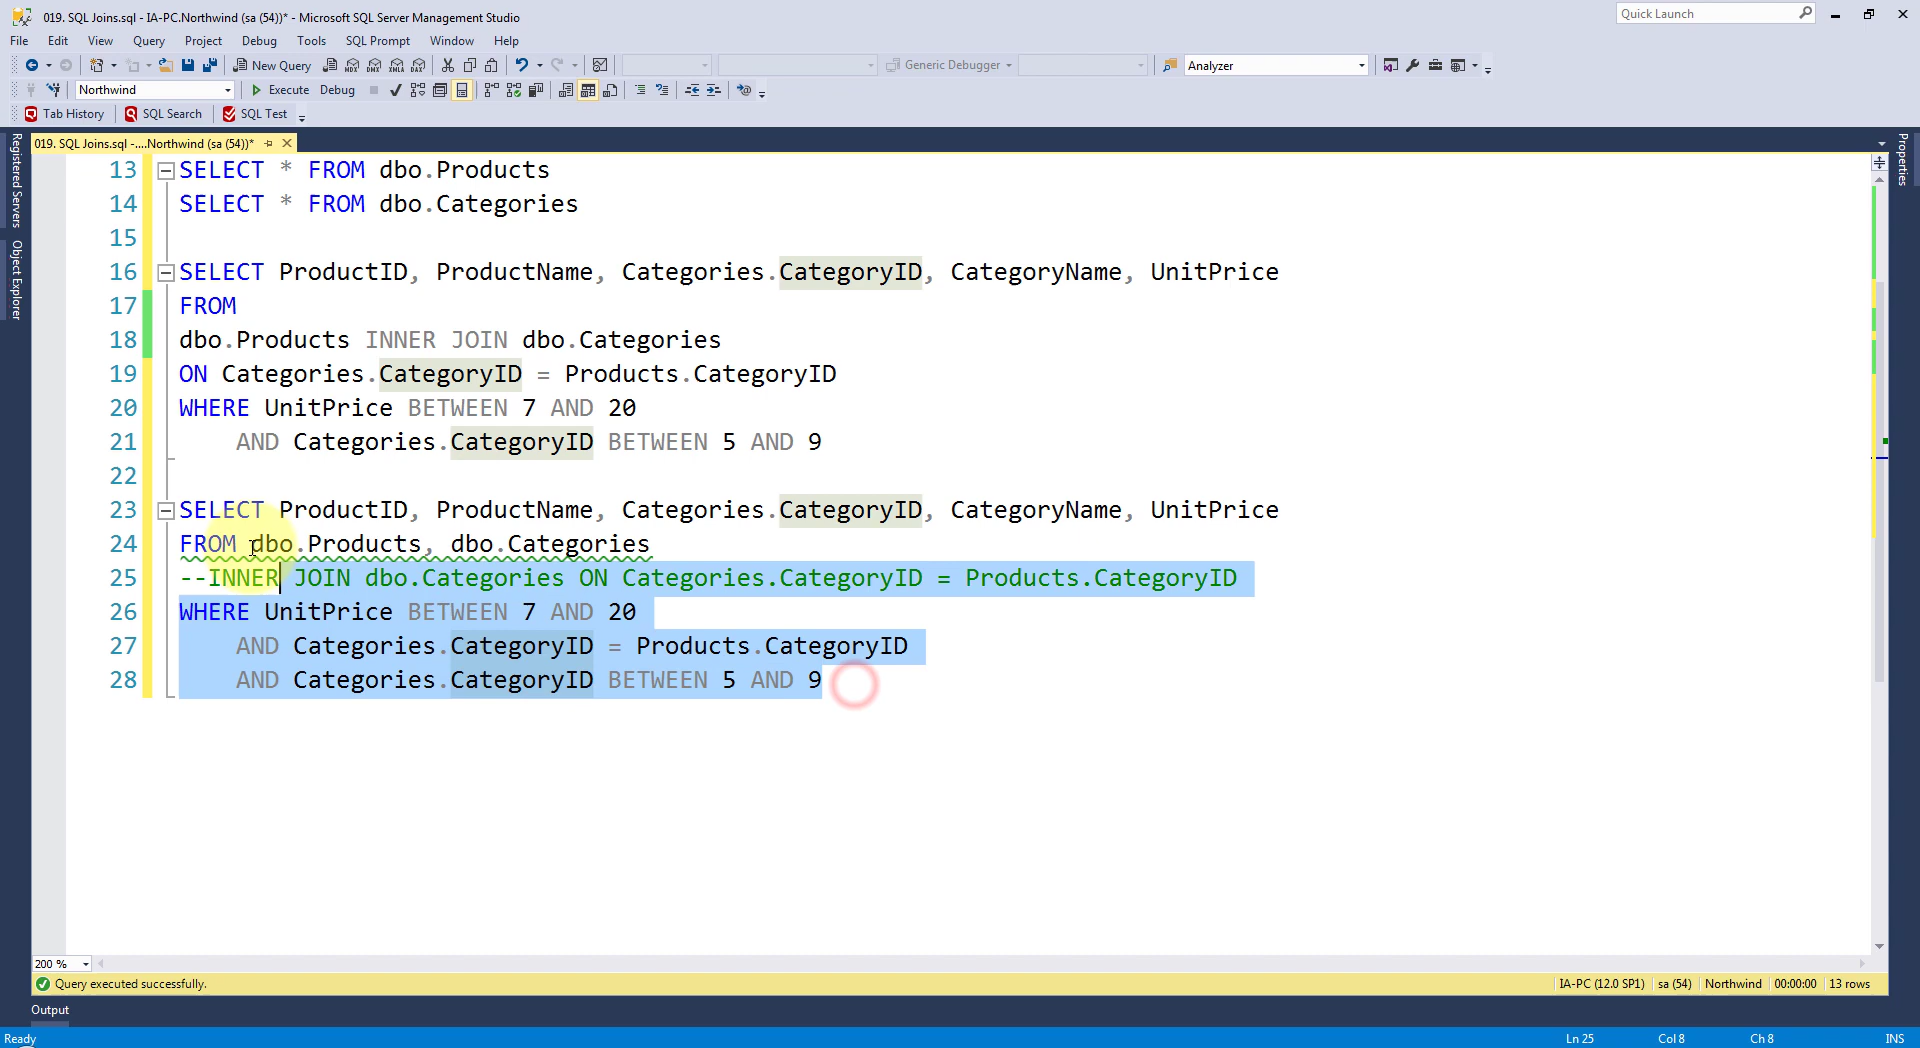 019. SQL Joins.sql - IA-PC.Northwind (sa (54))* - Microsoft SQL Server Management Studio
Quick Launch
File Edit View Query Project Debug Tools SQL Prompt Window Help
New Query
Generic Debugger
Analyzer
Northwind
Execute Debug
Tab History SQL Search SQL Test
019. SQL Joins.sql -....Northwind (sa (54))*
Registered Servers
Object Explorer
Properties
13 SELECT * FROM dbo.Products
14 SELECT * FROM dbo.Categories
15
16 SELECT ProductID, ProductName, Categories.CategoryID, CategoryName, UnitPrice
17 FROM
18 dbo.Products INNER JOIN dbo.Categories
19 ON Categories.CategoryID = Products.CategoryID
20 WHERE UnitPrice BETWEEN 7 AND 20
21 AND Categories.CategoryID BETWEEN 5 AND 9
22
23 SELECT ProductID, ProductName, Categories.CategoryID, CategoryName, UnitPrice
24 FROM dbo.Products, dbo.Categories
25 --INNER JOIN dbo.Categories ON Categories.CategoryID = Products.CategoryID
26 WHERE UnitPrice BETWEEN 7 AND 20
27 AND Categories.CategoryID = Products.CategoryID
28 AND Categories.CategoryID BETWEEN 5 AND 9
200 %
Query executed successfully.
IA-PC (12.0 SP1) sa (54) Northwind 00:00:00 13 rows
Output
Ready
Ln 25 Col 8 Ch 8 INS